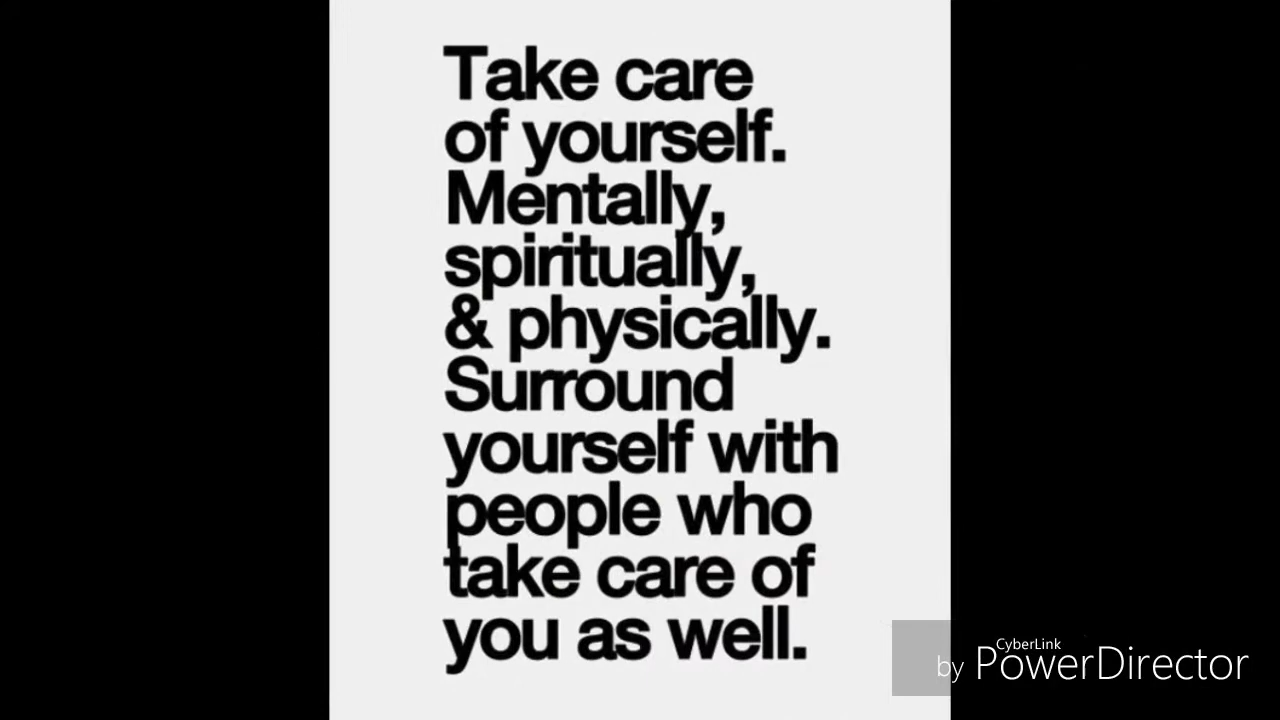 Take care
of yourself.
Mentally,
spiritually,
& physically.
Surround
yourself with
people who
take care of
you as well.
CyberLink
by PowerDirector